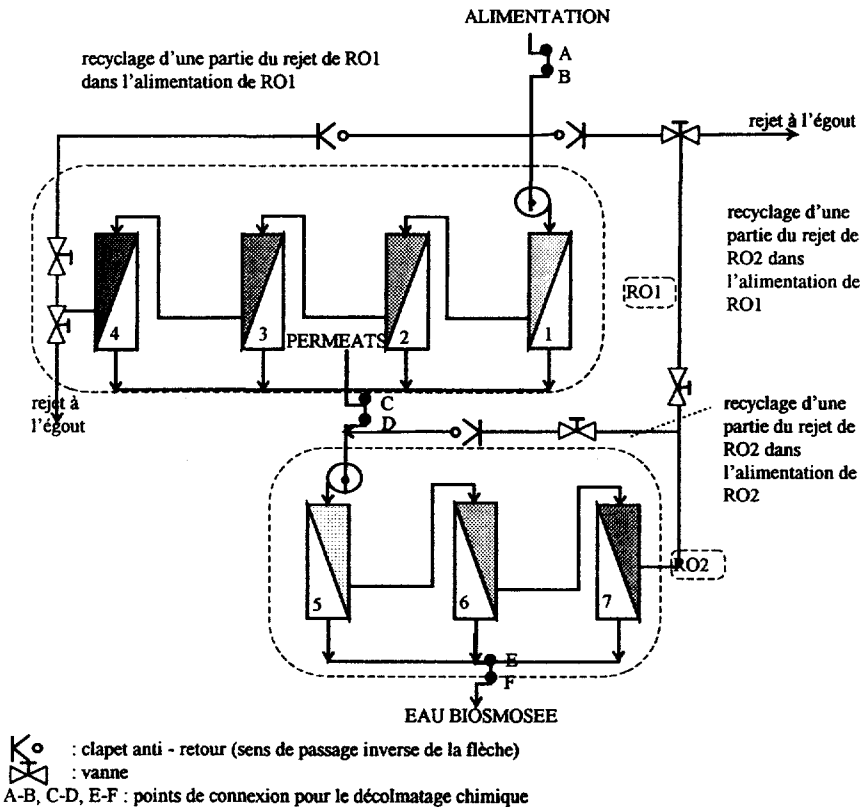 ALIMENTATION
A
B
recyclage d'une partie du rejet de RO1
dans l'alimentation de RO1
rejet à l'égout
recyclage d'une
partie du rejet de
RO2 dans
l'alimentation de
RO1
RO1
4
3
2
1
PERMEATS
rejet à
l'égout
C
D
recyclage d'une
partie du rejet de
RO2 dans
l'alimentation de
RO2
5
6
7
RO2
E
F
EAU BIOSMOSEE
: clapet anti - retour (sens de passage inverse de la flèche)
: vanne
A-B, C-D, E-F : points de connexion pour le décolmatage chimique